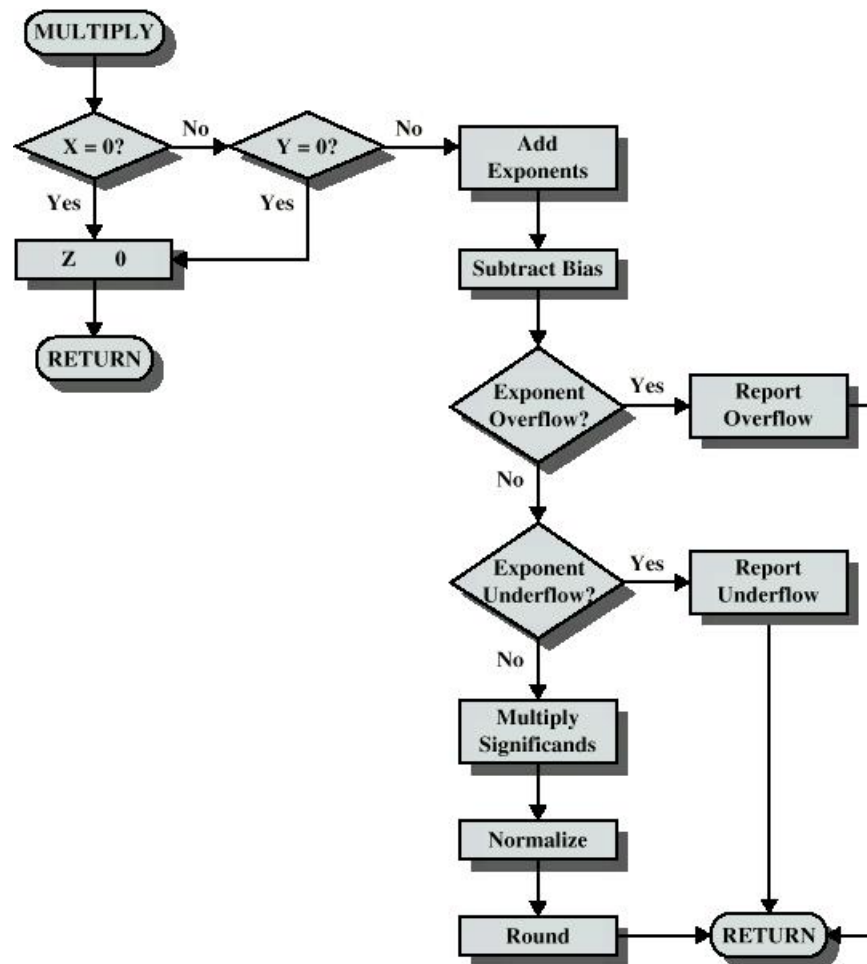 MULTIPLY
X = 0?
No
Y = 0?
No
Add
Exponents
Yes
Yes
Z 0
Subtract Bias
RETURN
Exponent
Overflow?
Yes
Report
Overflow
No
Exponent
Underflow?
Yes
Report
Underflow
No
Multiply
Significands
Normalize
Round
RETURN